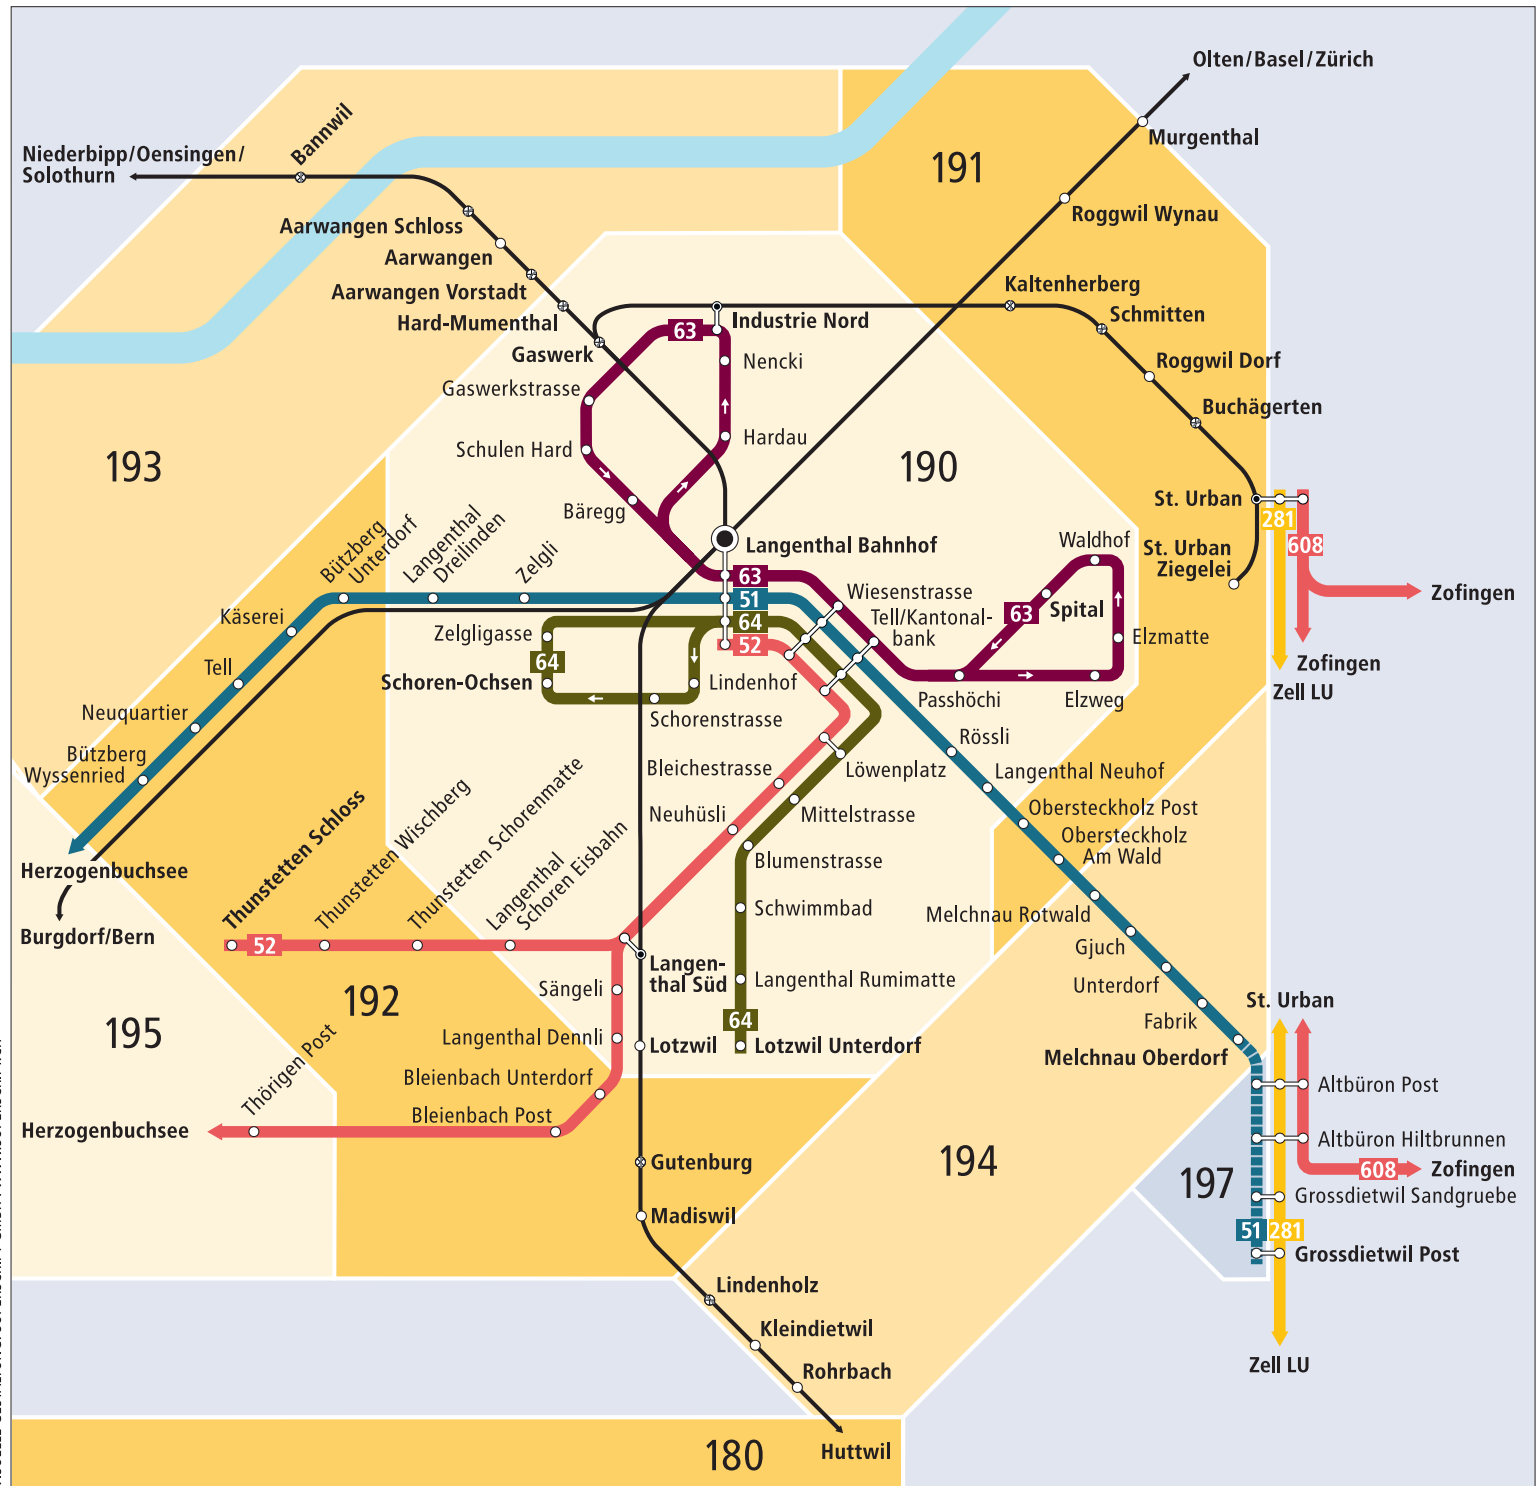 Olten/Basel/Zürich
Murgenthal
Niederbipp/Oensingen/
Solothurn
Bannwil
191
Roggwil Wynau
Aarwangen Schloss
Aarwangen
Aarwangen Vorstadt
Hard-Mumenthal
Gaswerk
Kaltenherberg
Schmitten
Roggwil Dorf
Buchägerten
63
Industrie Nord
Nencki
Gaswerkstrasse
Schulen Hard
Hardau
Bäregg
193
190
St. Urban
281
608
St. Urban
Ziegelei
Zofingen
Zofingen
Zell LU
Bützberg
Unterdorf
Langenthal
Dreilinden
Zelgli
Langenthal Bahnhof
63
51
64
52
Waldhof
Wiesenstrasse
Tell/Kantonal-
bank
63
Spital
Elzmatte
Passhöchi
Elzweg
Käserei
Tell
Neuquartier
Bützberg
Wyssenried
Zelgligasse
64
Schoren-Ochsen
Lindenhof
Schorenstrasse
Rössli
Langenthal Neuhof
Obersteckholz Post
Obersteckholz
Am Wald
Löwenplatz
Bleichestrasse
Mittelstrasse
Neuhüsli
Blumenstrasse
Schwimmbad
Langenthal Rumimatte
64
Lotzwil Unterdorf
Herzogenbuchsee
Burgdorf/Bern
Thunstetten Schloss
Thunstetten Wischberg
Thunstetten Schorenmatte
Langenthal
Schoren Eisbahn
52
Langen-
thal Süd
Melchnau Rotwald
Gjuch
Unterdorf
Fabrik
Melchnau Oberdorf
St. Urban
195
192
Sängeli
Langenthal Dennli
Lotzwil
Bleienbach Unterdorf
Bleienbach Post
Thörigen Post
Herzogenbuchsee
Gutenburg
Madiswil
194
197
Altbüron Post
Altbüron Hiltbrunnen
608
Zofingen
Grossdietwil Sandgruebe
51
281
Grossdietwil Post
Lindenholz
Kleindietwil
Rohrbach
Huttwil
Zell LU
180